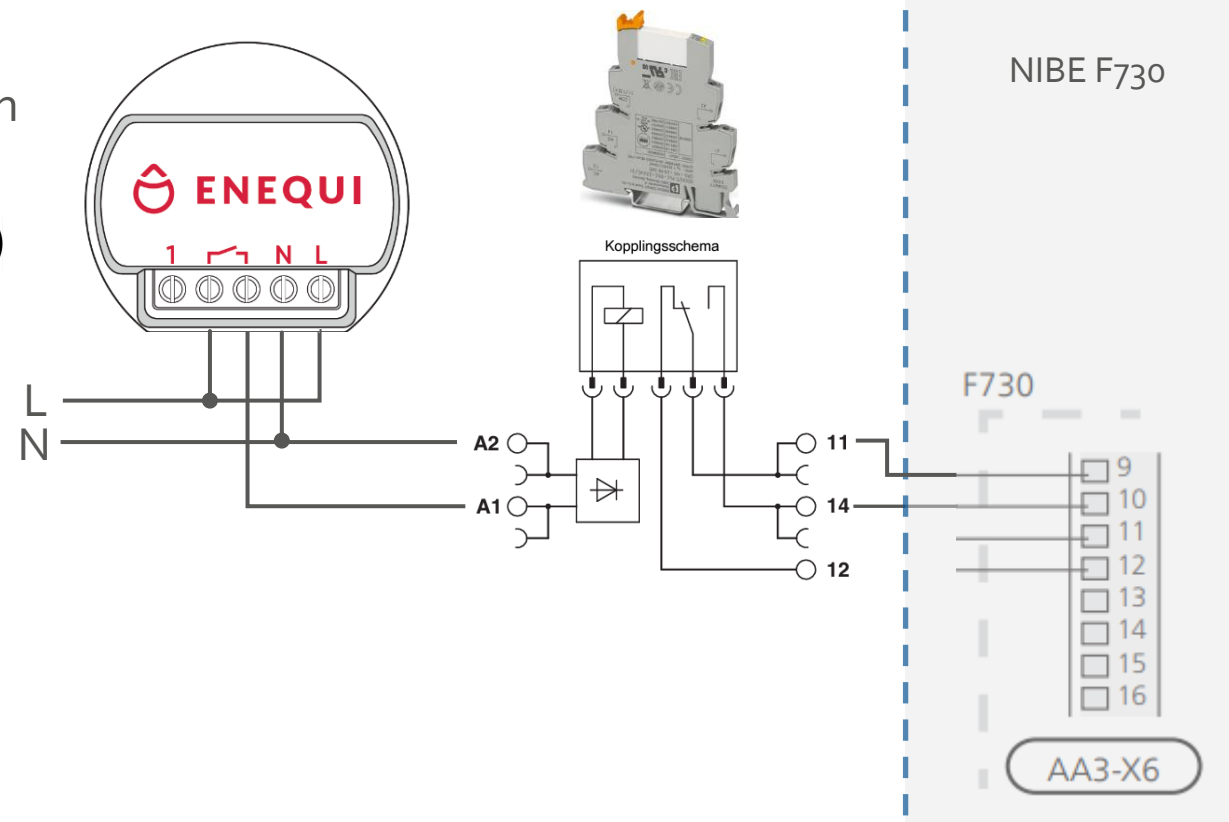 n
)
ENEQUI
1 N L
L
N
Kopplingsschema
A2
A1
11
14
12
NIBE F730
F730
9
10
11
12
13
14
15
16
AA3-X6